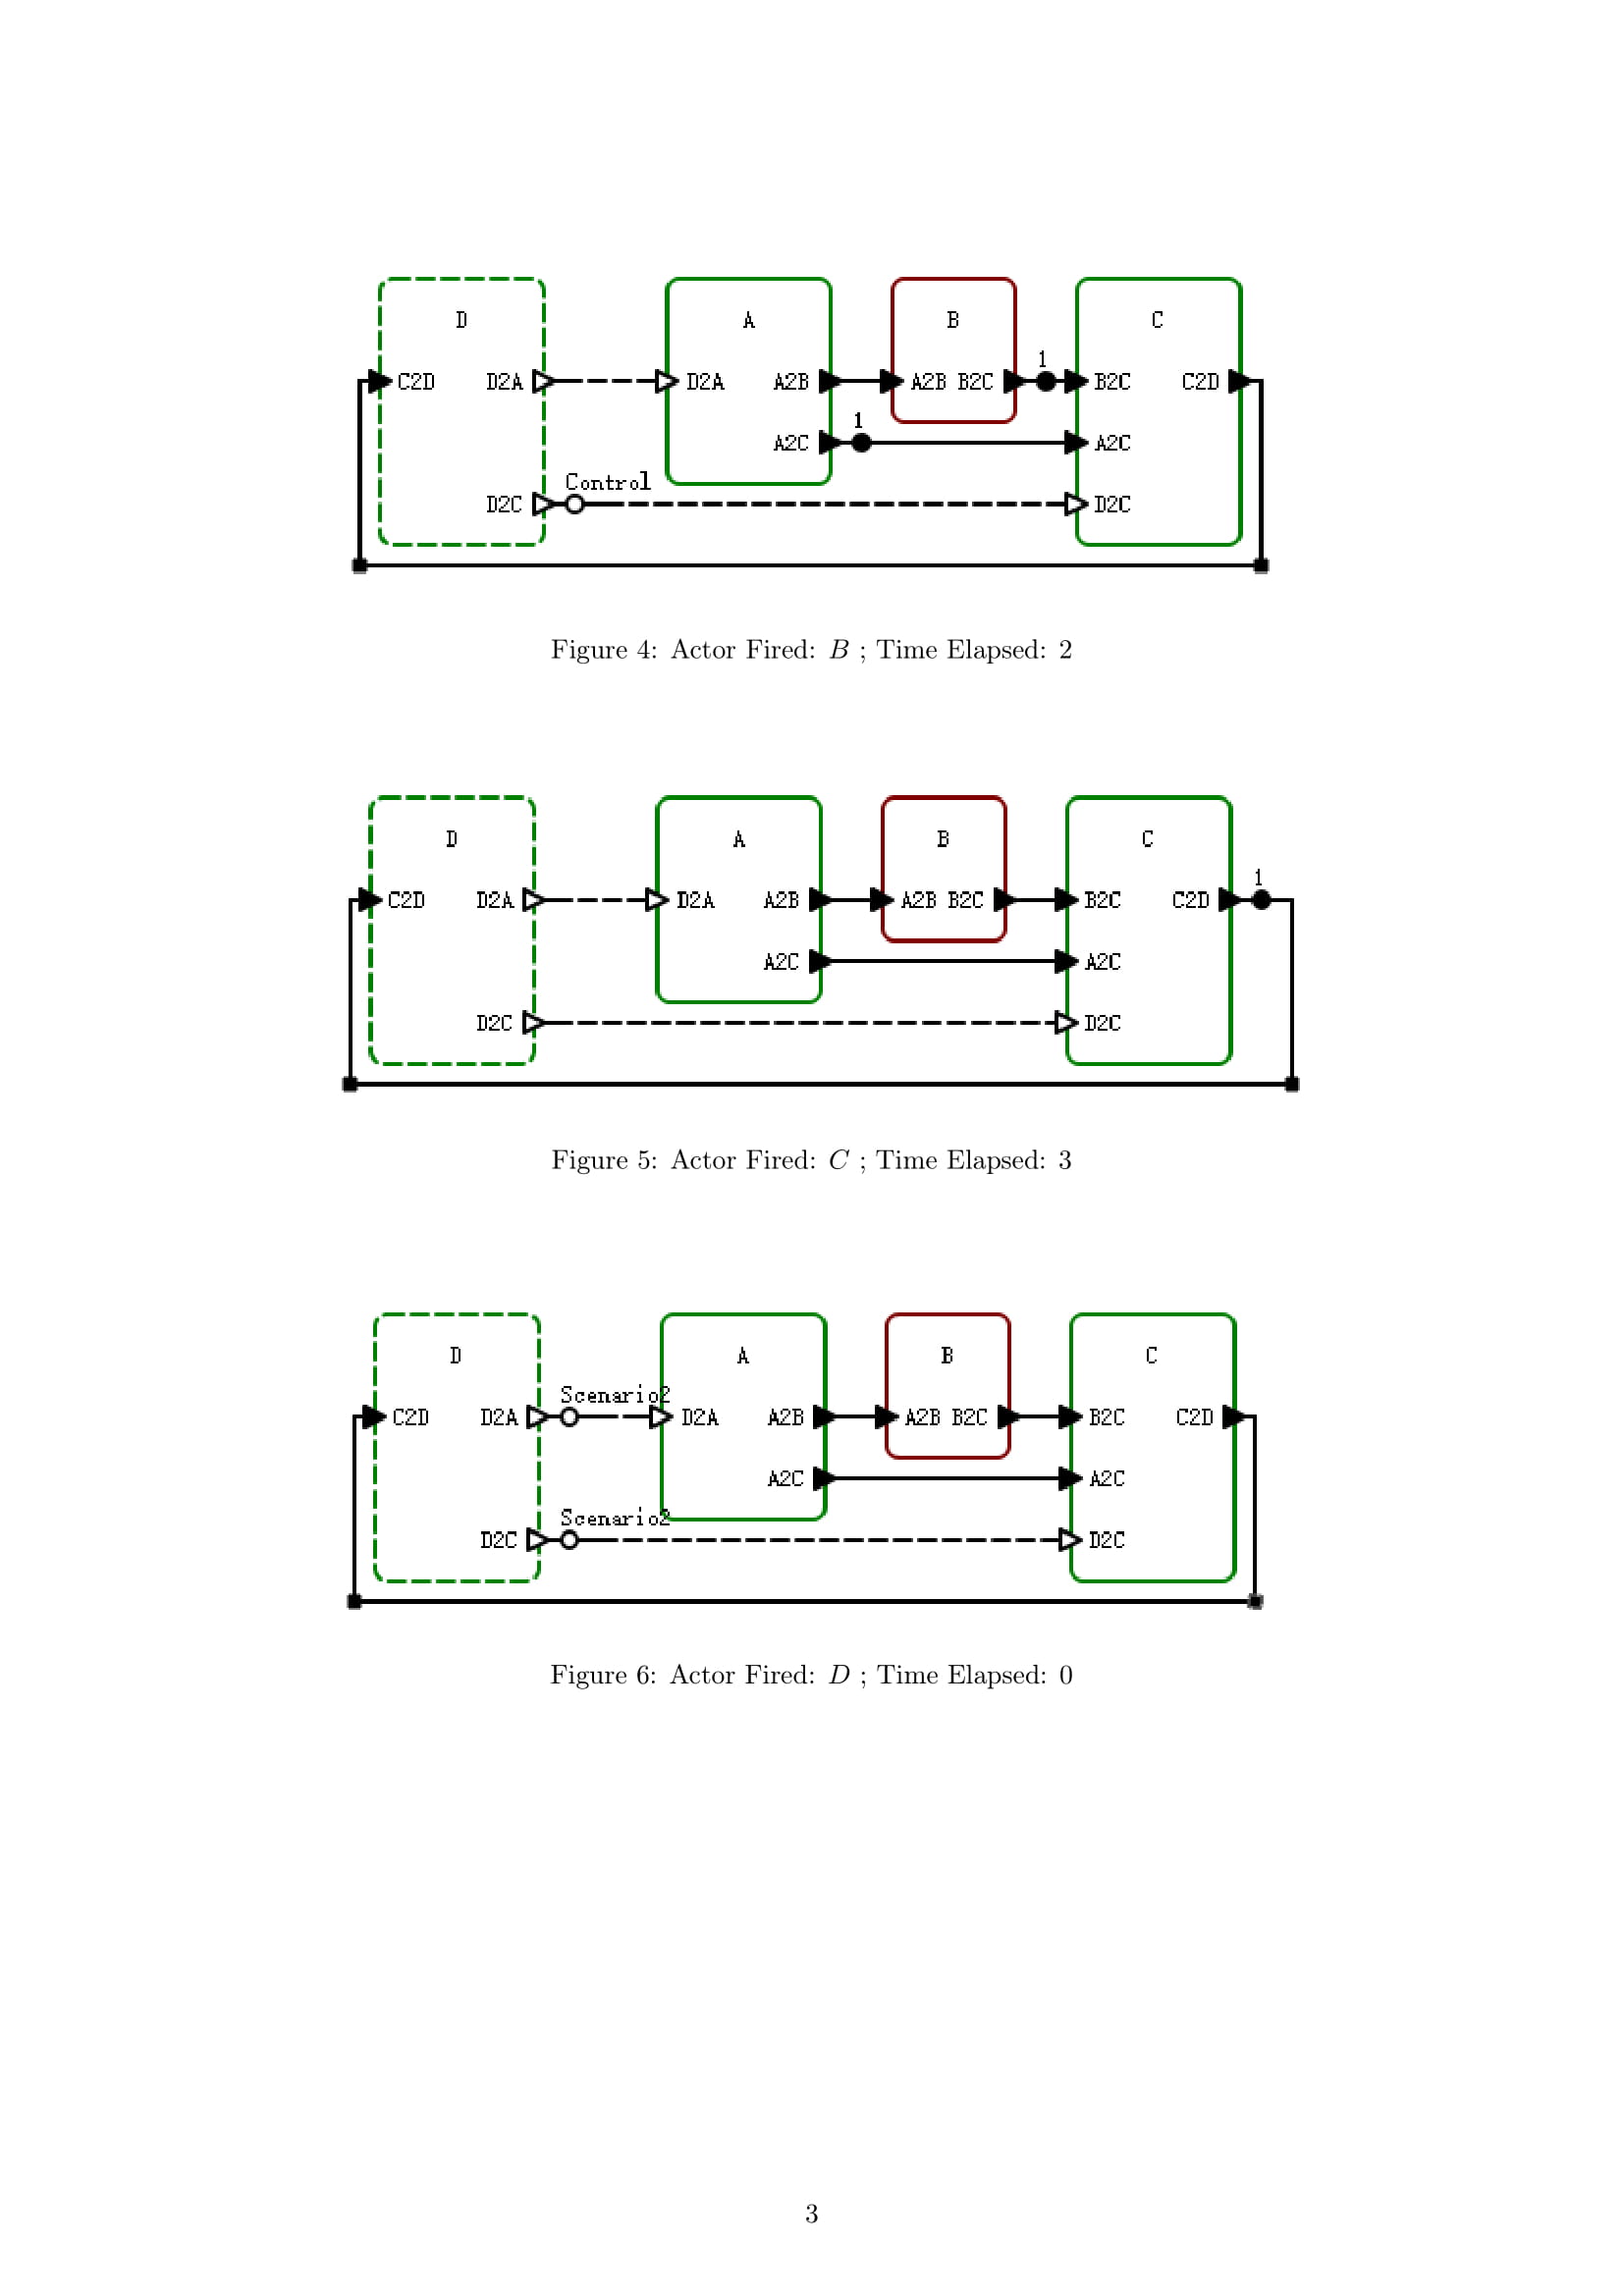 D A B C
1
C2D D2A D2A A2B A2B B2C B2C C2D
1
A2C A2C
Control
D2C D2C
Figure 4: Actor Fired: B ; Time Elapsed: 2
D A B C
1
C2D D2A D2A A2B A2B B2C B2C C2D
A2C A2C
D2C D2C
Figure 5: Actor Fired: C ; Time Elapsed: 3
D A B C
Scenario2
C2D D2A D2A A2B A2B B2C B2C C2D
A2C A2C
Scenario2
D2C D2C
Figure 6: Actor Fired: D ; Time Elapsed: 0
3